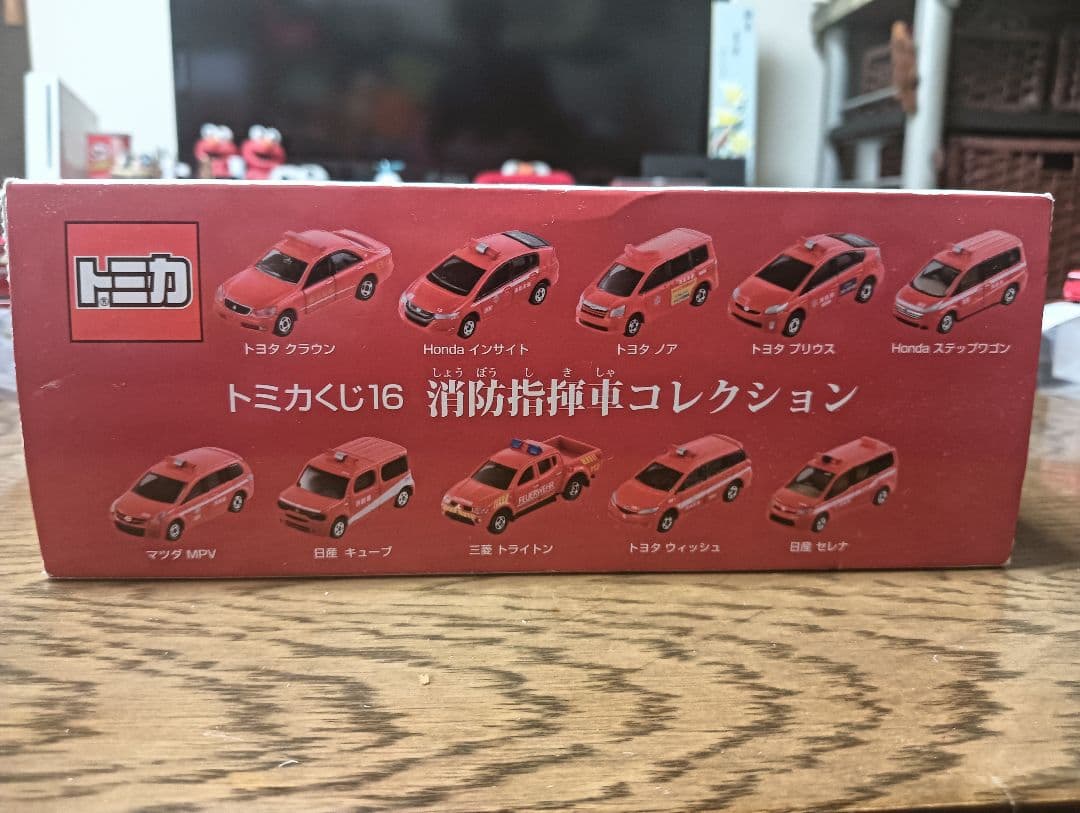 トミカ®
トヨタ クラウン
Honda インサイト
トヨタ ノア
トヨタ プリウス
Honda ステップワゴン
しょう ぼう し き しゃ
トミカくじ16 消防指揮車コレクション
FEUERWEHR
マツダ MPV
日産 キューブ
三菱 トライトン
トヨタ ウィッシュ
日産 セレナ